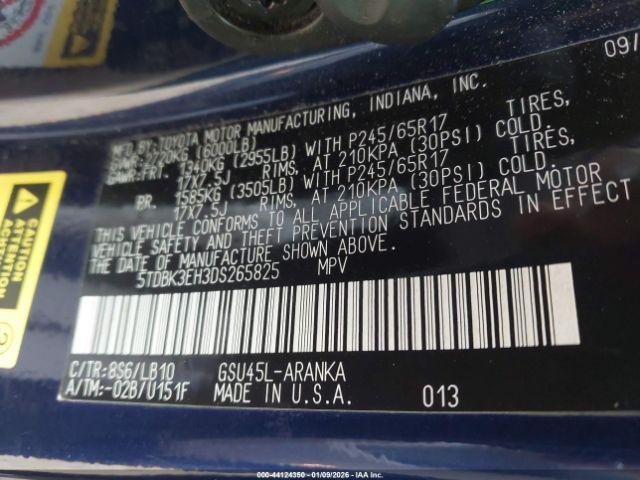 09/
MFD.BY:TOYOTA MOTOR MANUFACTURING, INDIANA, INC.
GVWR:2720KG (6000LB)
GAWR:FRT. 1340KG (2955LB) WITH P245/65R17 TIRES,
17X7.5J RIMS, AT 210KPA (30PSI) COLD.
RR. 1585KG (3505LB) WITH P245/65R17 TIRES,
17X7.5J RIMS, AT 210KPA (30PSI) COLD.
THIS VEHICLE CONFORMS TO ALL APPLICABLE FEDERAL MOTOR
VEHICLE SAFETY AND THEFT PREVENTION STANDARDS IN EFFECT ON
THE DATE OF MANUFACTURE SHOWN ABOVE.
5TDBK3EH3DS265825 MPV
C/TR:8S6/LB10 GSU45L-ARANKA
A/TM:-02B/U151F MADE IN U.S.A. 013
CAUTION
ATTENTION
ACHTUNG
000-44124350 - 01/09/2026 - IAAHOLDINGS LLC